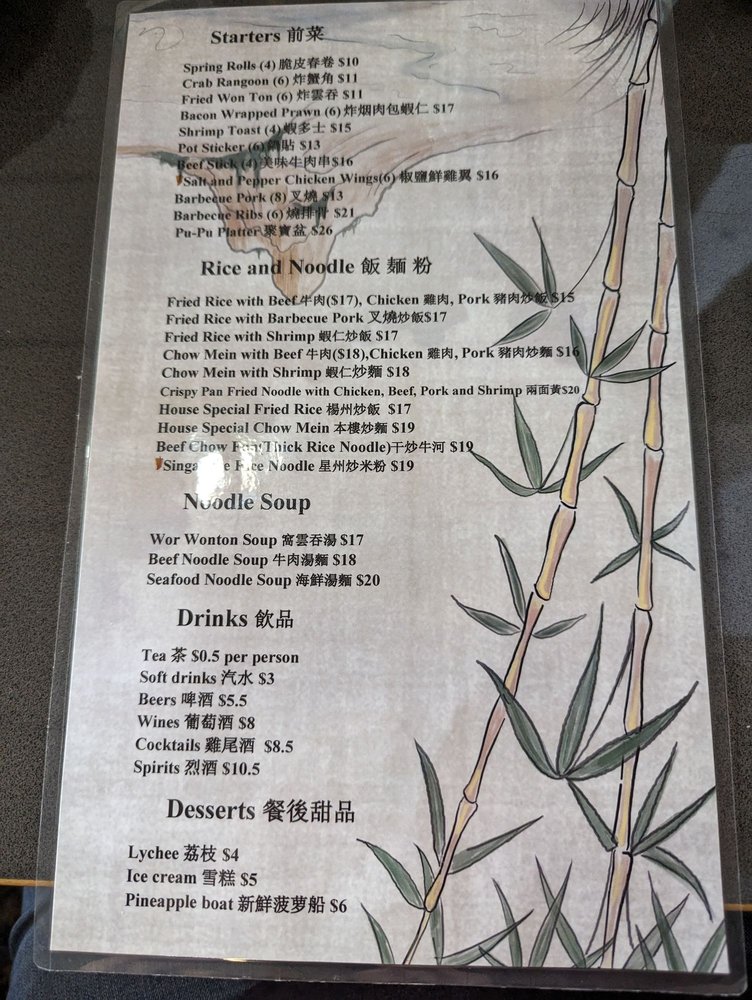 Starters 前菜
Spring Rolls (4) 脆皮春卷 $10
Crab Rangoon (6) 炸蟹角 $11
Fried Won Ton (6) 炸雲吞 $11
Bacon Wrapped Prawn (6) 炸烟肉包蝦仁 $17
Shrimp Toast (4) 蝦多士 $15
Pot Sticker (6) 鍋貼 $13
Beef Stick (4) 美味牛肉串$16
Salt and Pepper Chicken Wings(6) 椒鹽鮮雞翼 $16
Barbecue Pork (8) 叉燒 $13
Barbecue Ribs (6) 燒排骨 $21
Pu-Pu Platter 聚寶盆 $26
Rice and Noodle 飯 麵 粉
Fried Rice with Beef 牛肉($17), Chicken 雞肉, Pork 豬肉炒飯 $15
Fried Rice with Barbecue Pork 叉燒炒飯$17
Fried Rice with Shrimp 蝦仁炒飯 $17
Chow Mein with Beef 牛肉($18),Chicken 雞肉, Pork 豬肉炒麵 $16
Chow Mein with Shrimp 蝦仁炒麵 $18
Crispy Pan Fried Noodle with Chicken, Beef, Pork and Shrimp 兩面黃$20
House Special Fried Rice 楊州炒飯 $17
House Special Chow Mein 本樓炒麵 $19
Beef Chow Fun(Thick Rice Noodle)干炒牛河 $19
Singapore Rice Noodle 星州炒米粉 $19
Noodle Soup
Wor Wonton Soup 窩雲吞湯 $17
Beef Noodle Soup 牛肉湯麵 $18
Seafood Noodle Soup 海鮮湯麵 $20
Drinks 飲品
Tea 茶 $0.5 per person
Soft drinks 汽水 $3
Beers 啤酒 $5.5
Wines 葡萄酒 $8
Cocktails 雞尾酒 $8.5
Spirits 烈酒 $10.5
Desserts 餐後甜品
Lychee 荔枝 $4
Ice cream 雪糕 $5
Pineapple boat 新鮮菠萝船 $6